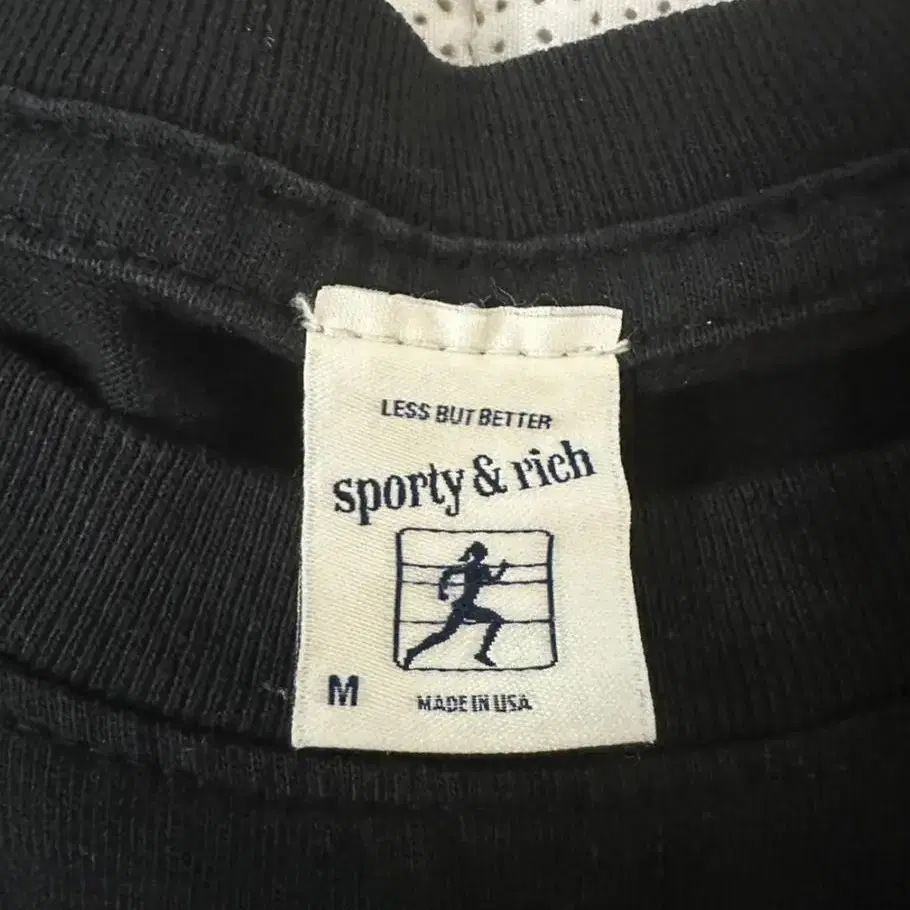 LESS BUT BETTER
sporty & rich
M
MADE IN USA